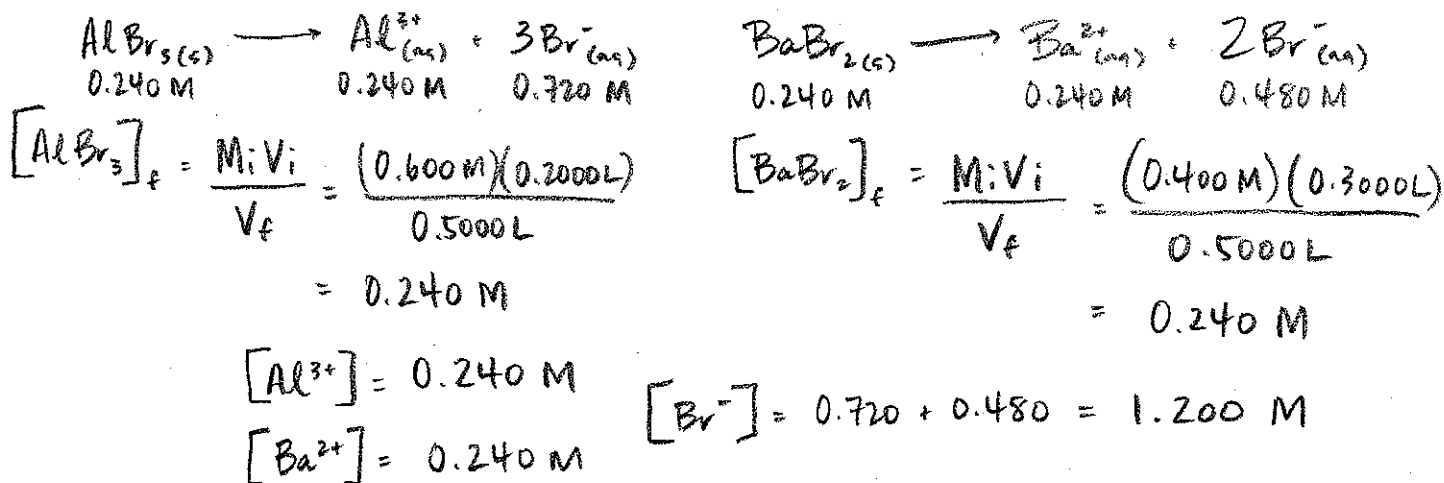 AlBr₃(s) ⟶ Al³⁺(aq) + 3Br⁻(aq)
0.240 M 0.240 M 0.720 M
[AlBr₃]f = MiVi / Vf = (0.600 M)(0.2000L) / 0.5000 L
= 0.240 M
[Al³⁺] = 0.240 M
[Ba²⁺] = 0.240 M
BaBr₂(s) ⟶ Ba²⁺(aq) + 2Br⁻(aq)
0.240 M 0.240 M 0.480 M
[BaBr₂]f = MiVi / Vf = (0.400 M)(0.3000L) / 0.5000 L
= 0.240 M
[Br⁻] = 0.720 + 0.480 = 1.200 M